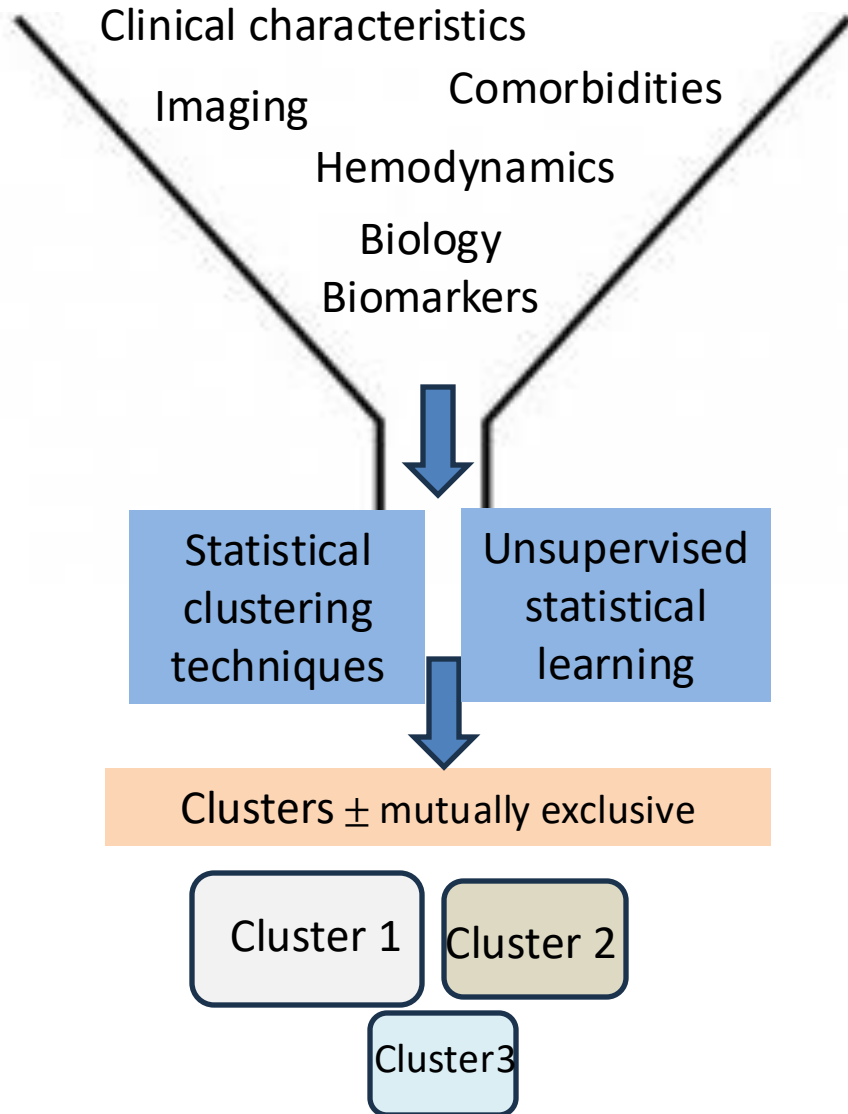 Clinical characteristics
Imaging
Comorbidities
Hemodynamics
Biology
Biomarkers
Statistical
clustering
techniques
Unsupervised
statistical
learning
Clusters ± mutually exclusive
Cluster 1
Cluster 2
Cluster3